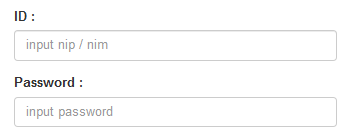 ID :
input nip / nim
Password :
input password